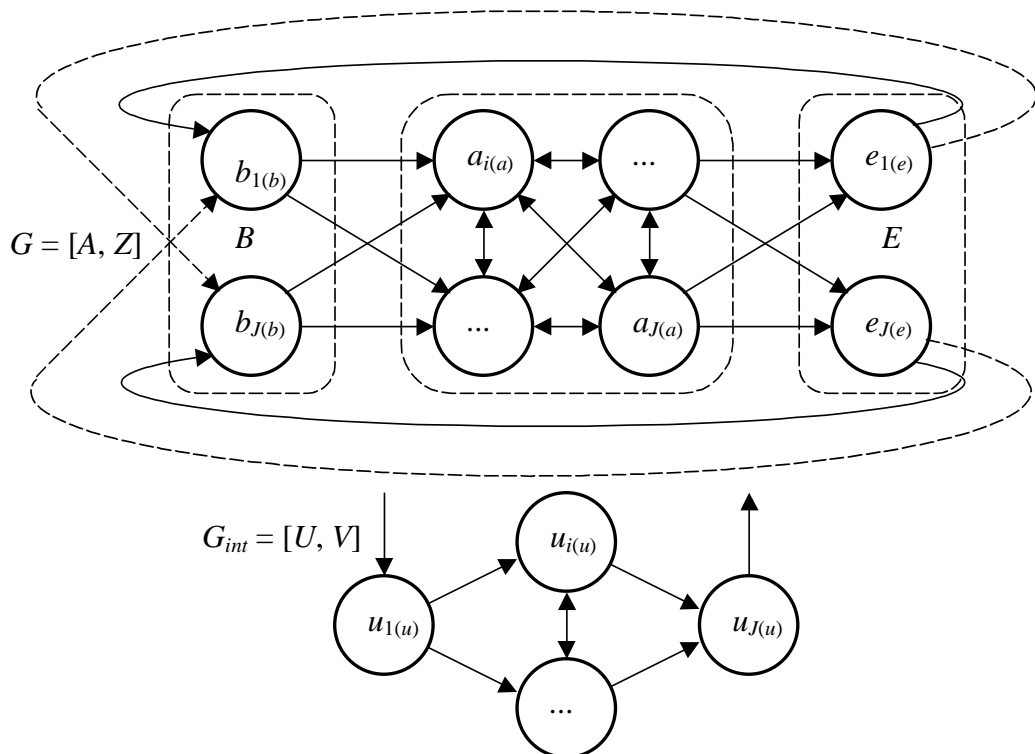 b1(b) ai(a) ... e1(e)
G = [A, Z] B E
bJ(b) ... aJ(a) eJ(e)
Gint = [U, V] ui(u)
u1(u) uJ(u)
...